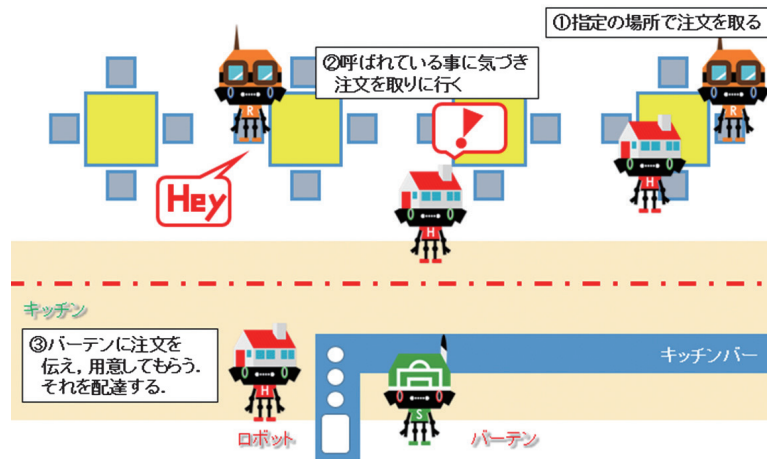 ①指定の場所で注文を取る
②呼ばれている事に気づき
注文を取りに行く
R
R
Hey
!
H
H
キッチン
③バーテンに注文を
伝え，用意してもらう．
それを配達する．
H
S
キッチンバー
ロボット
バーテン